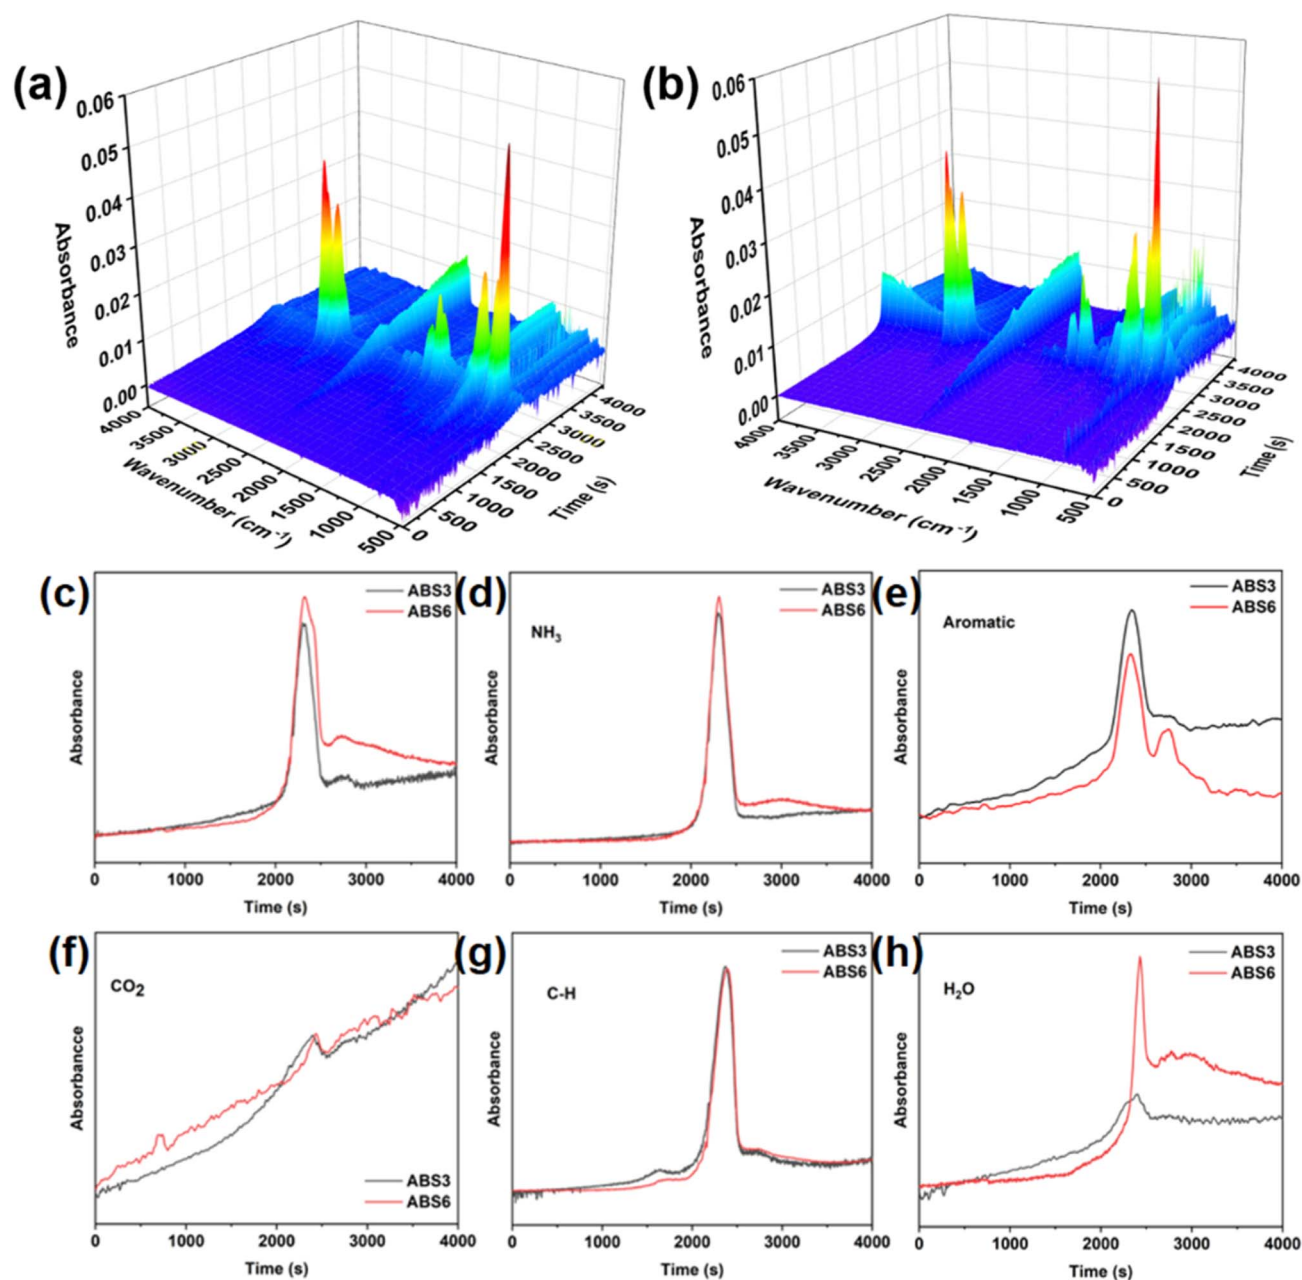 (a)
0.06
0.05
0.04
0.03
0.02
0.01
0.00
Absorbance
4000
3500
3000
2500
2000
1500
1000
500
Wavenumber (cm-1)
0
500
1000
1500
2000
2500
3000
3500
4000
Time (s)
(b)
0.06
0.05
0.04
0.03
0.02
0.01
0.00
Absorbance
4000
3500
3000
2500
2000
1500
1000
500
Wavenumber (cm-1)
0
500
1000
1500
2000
2500
3000
3500
4000
Time (s)
(c)
ABS3
ABS6
Absorbance
0 1000 2000 3000 4000
Time (s)
(d)
ABS3
ABS6
NH3
Absorbance
0 1000 2000 3000 4000
Time (s)
(e)
ABS3
ABS6
Aromatic
Absorbance
0 1000 2000 3000 4000
Time (s)
(f)
CO2
ABS3
ABS6
Absorbancce
0 1000 2000 3000 4000
Time (s)
(g)
ABS3
ABS6
C-H
Absorbance
0 1000 2000 3000 4000
Time (s)
(h)
ABS3
ABS6
H2O
Absorbance
0 1000 2000 3000 4000
Time (s)